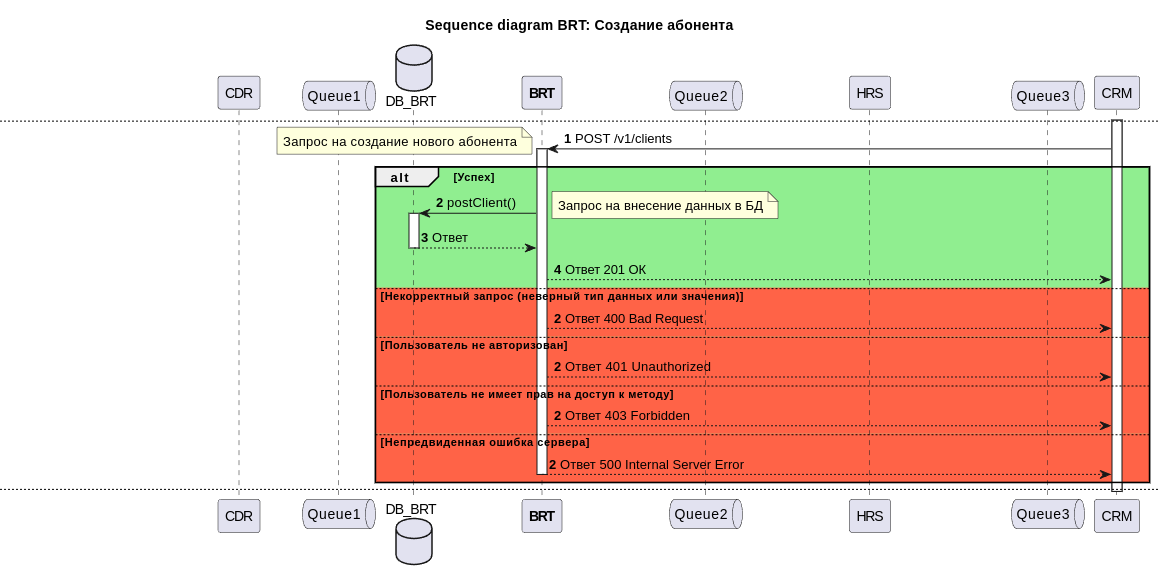 Sequence diagram BRT: Создание абонента
CDR
Queue1
DB_BRT
BRT
Queue2
HRS
Queue3
CRM
Запрос на создание нового абонента
1 POST /v1/clients
alt
[Успех]
2 postClient()
Запрос на внесение данных в БД
3 Ответ
4 Ответ 201 ОК
[Некорректный запрос (неверный тип данных или значения)]
2 Ответ 400 Bad Request
[Пользователь не авторизован]
2 Ответ 401 Unauthorized
[Пользователь не имеет прав на доступ к методу]
2 Ответ 403 Forbidden
[Непредвиденная ошибка сервера]
2 Ответ 500 Internal Server Error
CDR
Queue1
DB_BRT
BRT
Queue2
HRS
Queue3
CRM